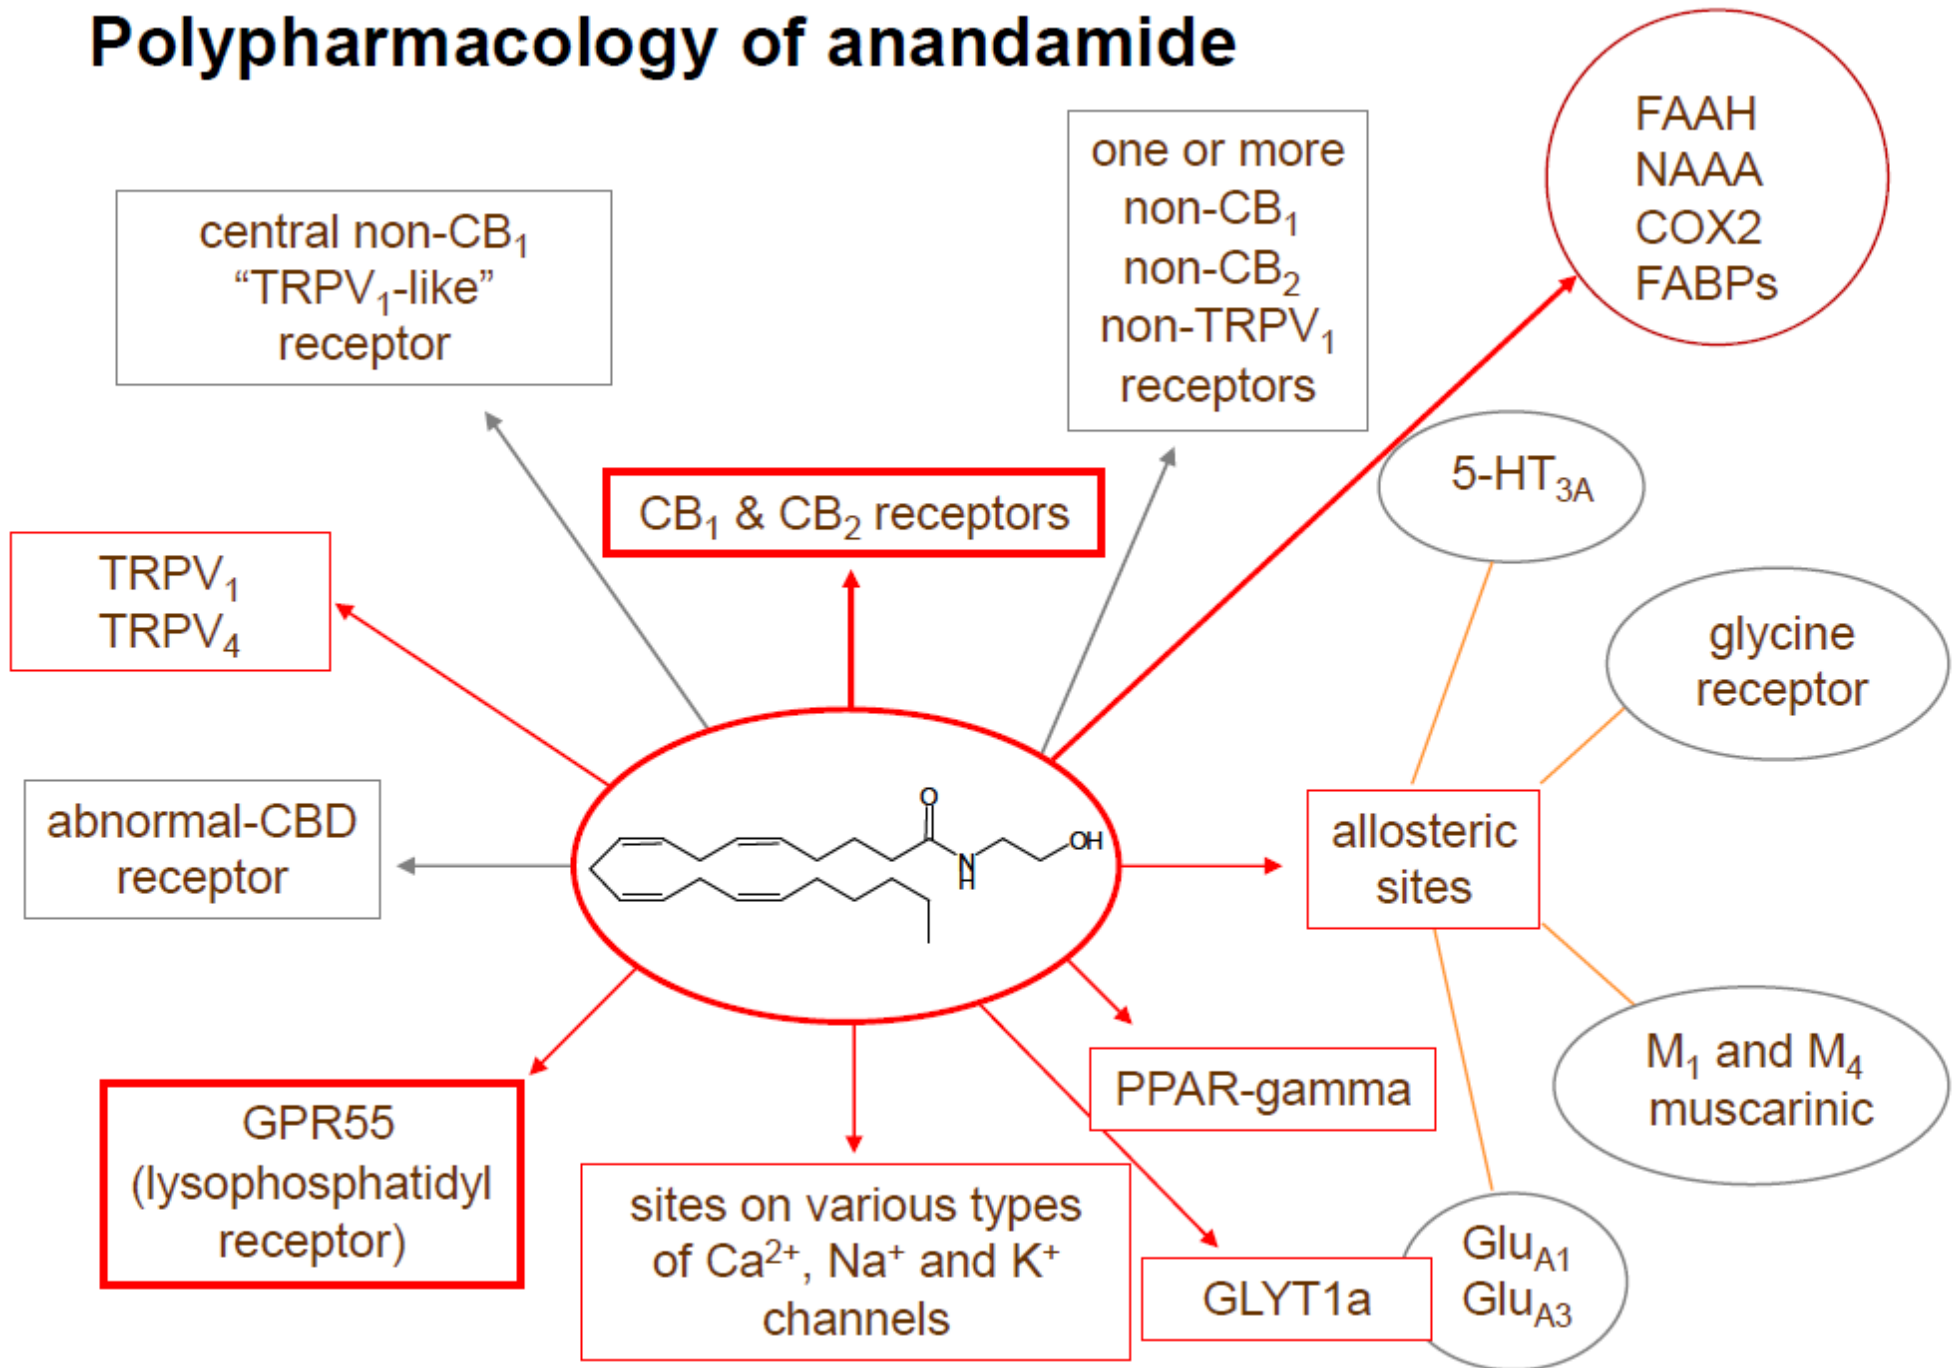 Polypharmacology of anandamide
central non-CB₁
“TRPV₁-like”
receptor
one or more
non-CB₁
non-CB₂
non-TRPV₁
receptors
FAAH
NAAA
COX2
FABPs
CB₁ & CB₂ receptors
5-HT₃A
TRPV₁
TRPV₄
glycine
receptor
abnormal-CBD
receptor
O
N
H
OH
allosteric
sites
GPR55
(lysophosphatidyl
receptor)
sites on various types
of Ca²⁺, Na⁺ and K⁺
channels
PPAR-gamma
GLYT1a
M₁ and M₄
muscarinic
GluA1
GluA3